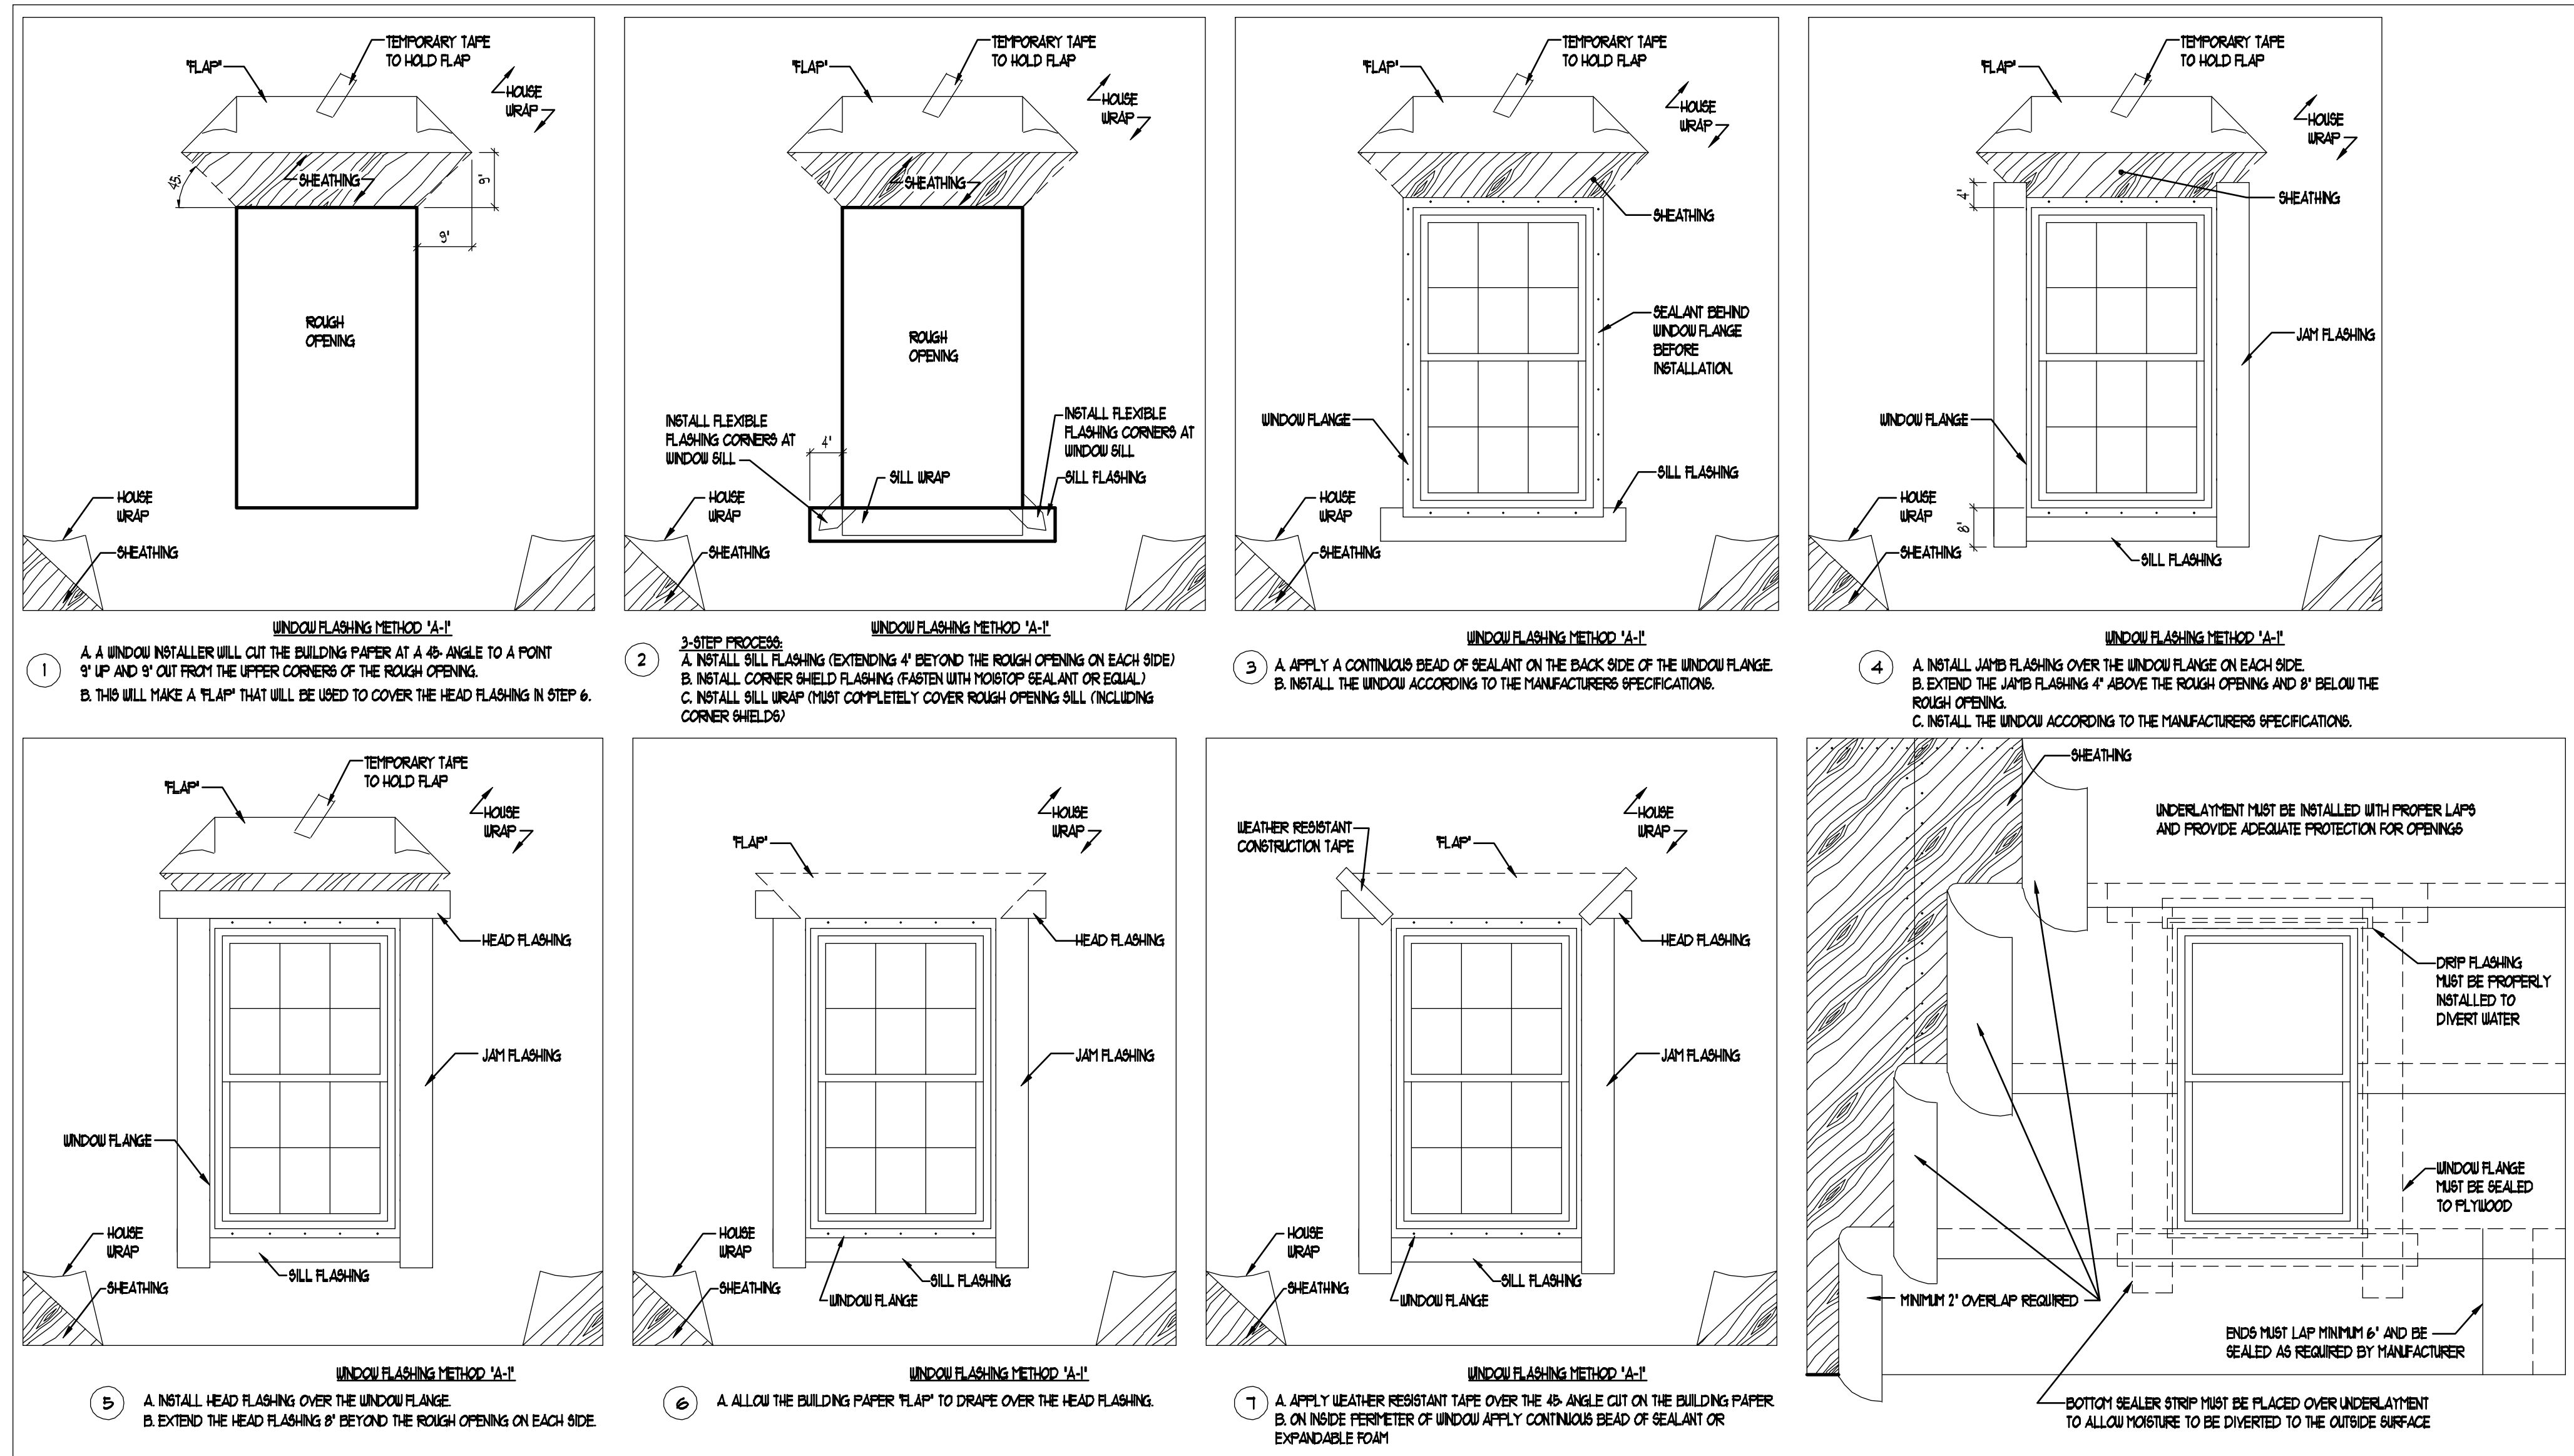 "FLAP"
TEMPORARY TAPE
TO HOLD FLAP
HOUSE
WRAP
SHEATHING
45°
9"
9"
ROUGH
OPENING
HOUSE
WRAP
SHEATHING
WINDOW FLASHING METHOD "A-1"
1
A. A WINDOW INSTALLER WILL CUT THE BUILDING PAPER AT A 45° ANGLE TO A POINT
9" UP AND 9" OUT FROM THE UPPER CORNERS OF THE ROUGH OPENING.
B. THIS WILL MAKE A "FLAP" THAT WILL BE USED TO COVER THE HEAD FLASHING IN STEP 6.
"FLAP"
TEMPORARY TAPE
TO HOLD FLAP
HOUSE
WRAP
SHEATHING
ROUGH
OPENING
INSTALL FLEXIBLE
FLASHING CORNERS AT
WINDOW SILL
4"
INSTALL FLEXIBLE
FLASHING CORNERS AT
WINDOW SILL
SILL WRAP
SILL FLASHING
HOUSE
WRAP
SHEATHING
WINDOW FLASHING METHOD "A-1"
2
3-STEP PROCESS:
A. INSTALL SILL FLASHING (EXTENDING 4" BEYOND THE ROUGH OPENING ON EACH SIDE)
B. INSTALL CORNER SHIELD FLASHING (FASTEN WITH MOISTOP SEALANT OR EQUAL)
C. INSTALL SILL WRAP (MUST COMPLETELY COVER ROUGH OPENING SILL (INCLUDING
CORNER SHIELDS)
"FLAP"
TEMPORARY TAPE
TO HOLD FLAP
HOUSE
WRAP
SHEATHING
SEALANT BEHIND
WINDOW FLANGE
BEFORE
INSTALLATION.
WINDOW FLANGE
SILL FLASHING
HOUSE
WRAP
SHEATHING
WINDOW FLASHING METHOD "A-1"
3
A. APPLY A CONTINUOUS BEAD OF SEALANT ON THE BACK SIDE OF THE WINDOW FLANGE.
B. INSTALL THE WINDOW ACCORDING TO THE MANUFACTURERS SPECIFICATIONS.
"FLAP"
TEMPORARY TAPE
TO HOLD FLAP
HOUSE
WRAP
4"
SHEATHING
JAM FLASHING
WINDOW FLANGE
HOUSE
WRAP
8"
SHEATHING
SILL FLASHING
WINDOW FLASHING METHOD "A-1"
4
A. INSTALL JAMB FLASHING OVER THE WINDOW FLANGE ON EACH SIDE.
B. EXTEND THE JAMB FLASHING 4" ABOVE THE ROUGH OPENING AND 8" BELOW THE
ROUGH OPENING.
C. INSTALL THE WINDOW ACCORDING TO THE MANUFACTURERS SPECIFICATIONS.
"FLAP"
TEMPORARY TAPE
TO HOLD FLAP
HOUSE
WRAP
HEAD FLASHING
JAM FLASHING
WINDOW FLANGE
HOUSE
WRAP
SHEATHING
SILL FLASHING
WINDOW FLASHING METHOD "A-1"
5
A. INSTALL HEAD FLASHING OVER THE WINDOW FLANGE.
B. EXTEND THE HEAD FLASHING 8" BEYOND THE ROUGH OPENING ON EACH SIDE.
"FLAP"
HOUSE
WRAP
HEAD FLASHING
JAM FLASHING
HOUSE
WRAP
SHEATHING
SILL FLASHING
WINDOW FLANGE
WINDOW FLASHING METHOD "A-1"
6
A. ALLOW THE BUILDING PAPER "FLAP" TO DRAPE OVER THE HEAD FLASHING.
WEATHER RESISTANT
CONSTRUCTION TAPE
"FLAP"
HOUSE
WRAP
HEAD FLASHING
JAM FLASHING
HOUSE
WRAP
SHEATHING
SILL FLASHING
WINDOW FLANGE
WINDOW FLASHING METHOD "A-1"
7
A. APPLY WEATHER RESISTANT TAPE OVER THE 45° ANGLE CUT ON THE BUILDING PAPER.
B. ON INSIDE PERIMETER OF WINDOW APPLY CONTINUOUS BEAD OF SEALANT OR
EXPANDABLE FOAM
SHEATHING
UNDERLAYMENT MUST BE INSTALLED WITH PROPER LAPS
AND PROVIDE ADEQUATE PROTECTION FOR OPENINGS
DRIP FLASHING
MUST BE PROPERLY
INSTALLED TO
DIVERT WATER
WINDOW FLANGE
MUST BE SEALED
TO PLYWOOD
MINIMUM 2" OVERLAP REQUIRED
ENDS MUST LAP MINIMUM 6" AND BE
SEALED AS REQUIRED BY MANUFACTURER
BOTTOM SEALER STRIP MUST BE PLACED OVER UNDERLAYMENT
TO ALLOW MOISTURE TO BE DIVERTED TO THE OUTSIDE SURFACE